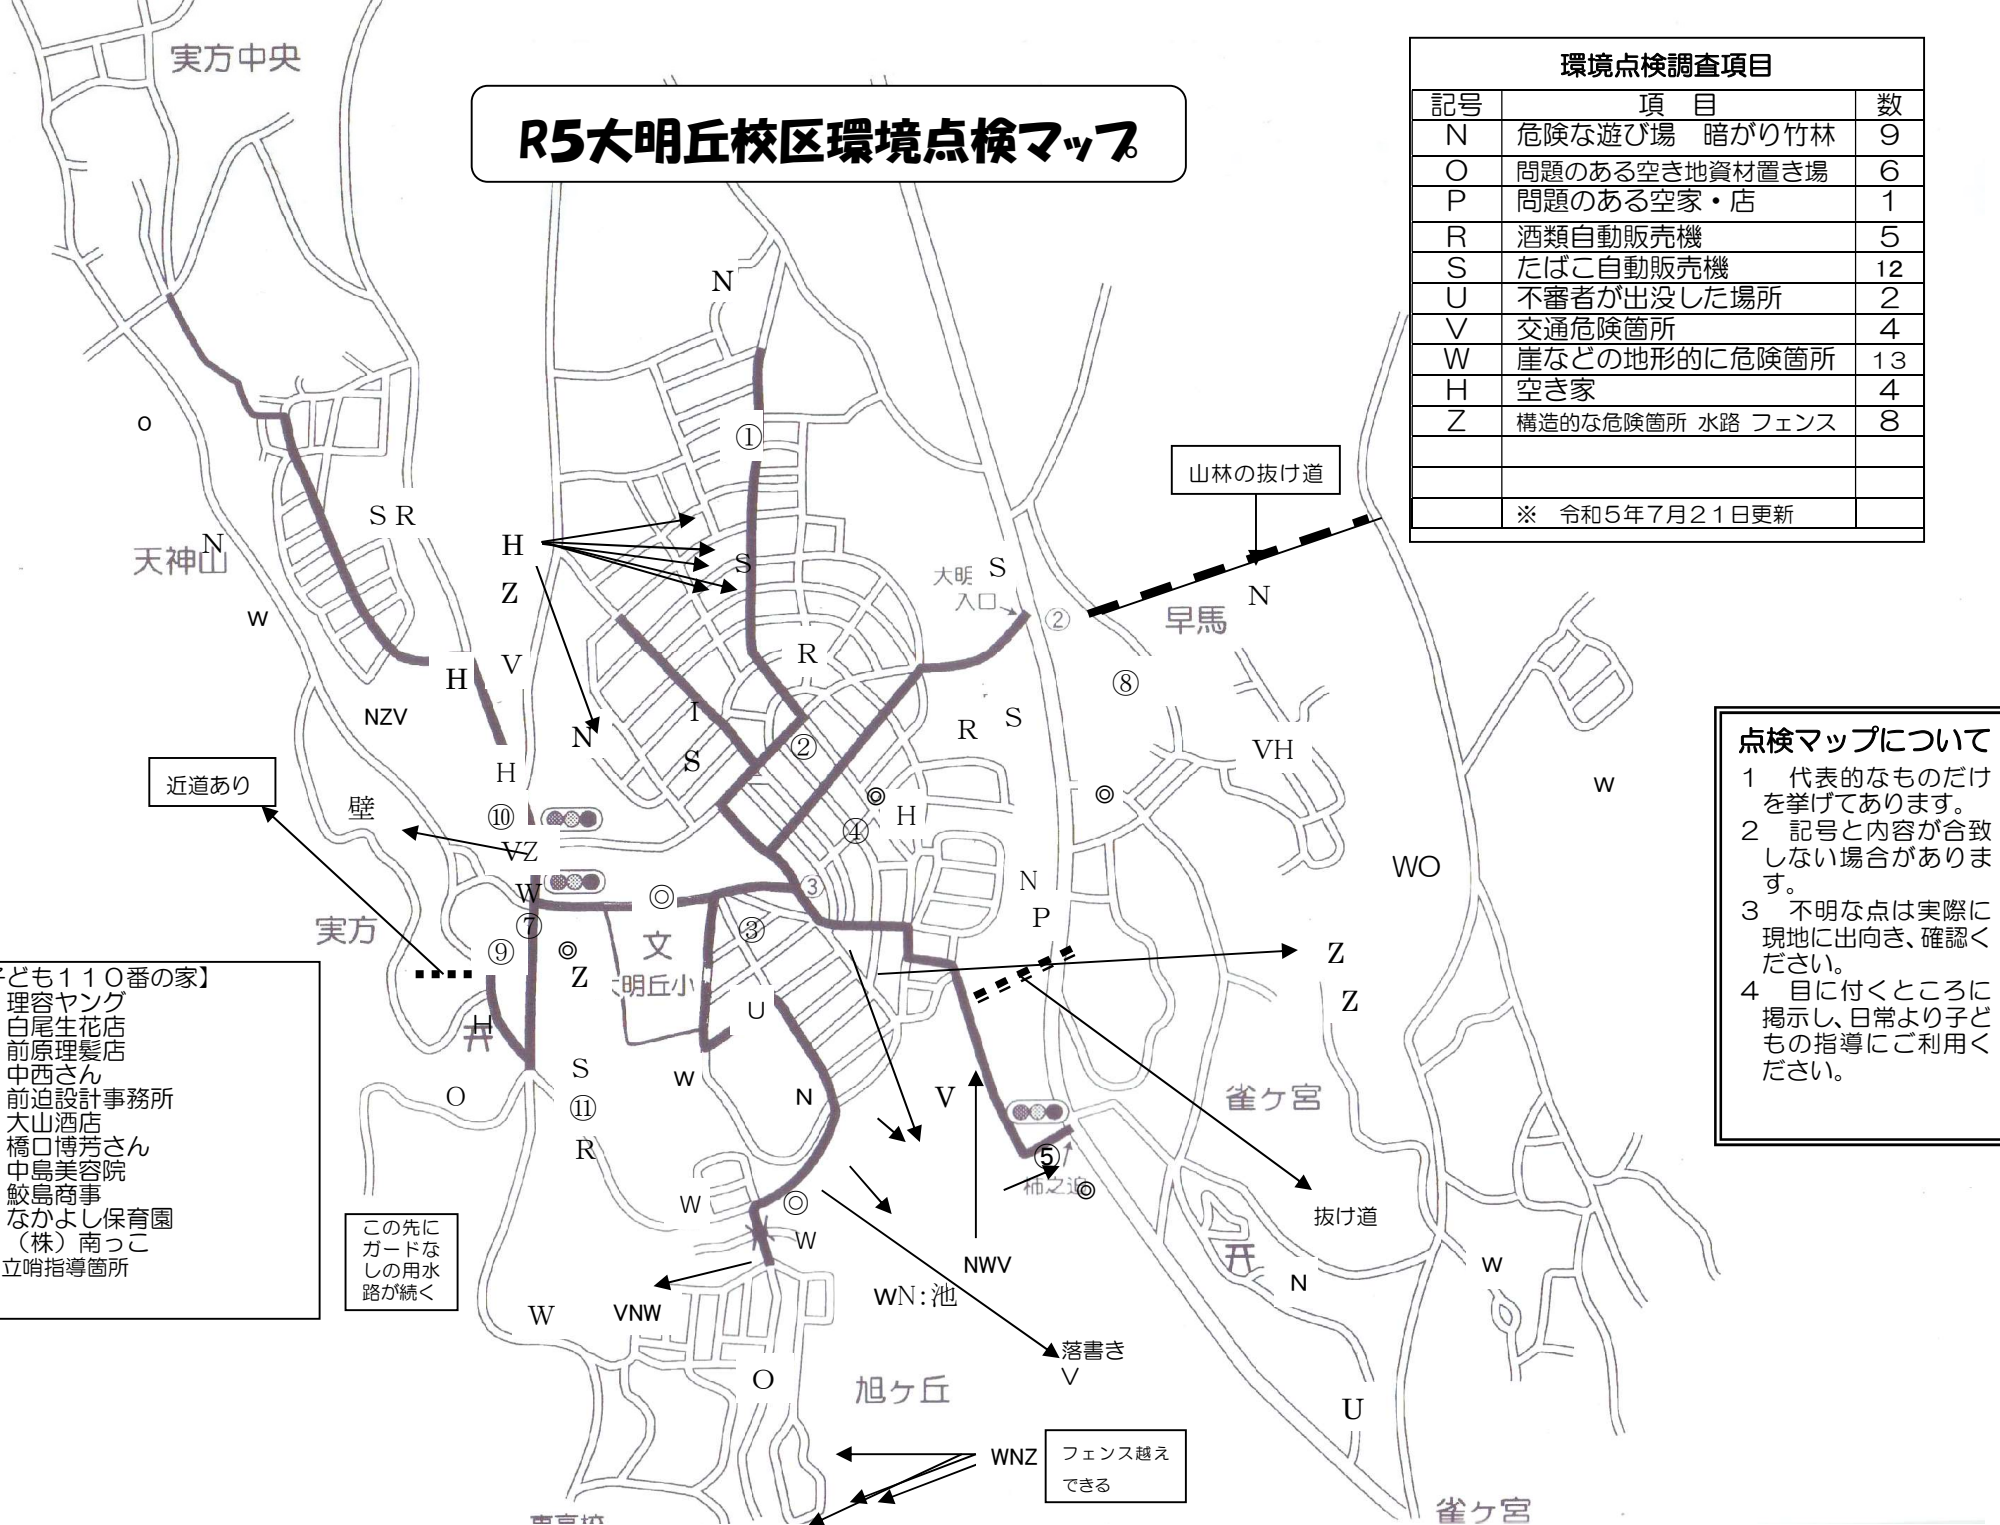 実方中央
R5大明丘校区環境点検マップ。
環境点検調査項目
記号 項 目 数
N 危険な遊び場 暗がり竹林 9
O 問題のある空き地資材置き場 6
P 問題のある空家・店 1
R 酒類自動販売機 5
S たばこ自動販売機 12
U 不審者が出没した場所 2
V 交通危険箇所 4
W 崖などの地形的に危険箇所 13
H 空き家 4
Z 構造的な危険箇所 水路 フェンス 8
※ 令和5年7月21日更新
N
o
①
山林の抜け道
S R
N
天神山
H
S
Z
大明
入口
S
②
N
早馬
W
R
V
H
⑧
NZV
I
N
②
S
R
S
VH
近道あり
H
壁
⑩
◎
H
④
◎
W
VZ
WO
W
③
N
P
◎
⑦
実方
⑨
◎
文
③
Z
大明丘小
Z
Z
U
H
S
O
W
⑪
N
V
R
雀ケ宮
⑤
柿之迫
◎
W
◎
W
抜け道
この先に
ガードな
しの用水
路が続く
NWV
N
W
W
VNW
WN:池
落書き
V
O
旭ケ丘
U
WNZ
フェンス越え
できる
雀ケ宮
点検マップについて
1 代表的なものだけ
を挙げてあります。
2 記号と内容が合致
しない場合がありま
す。
3 不明な点は実際に
現地に出向き、確認く
ださい。
4 目に付くところに
掲示し、日常より子ど
もの指導にご利用く
ださい。
子ども110番の家】
理容ヤング
白尾生花店
前原理髪店
中西さん
前迫設計事務所
大山酒店
橋口博芳さん
中島美容院
鮫島商事
なかよし保育園
(株)南っこ
立哨指導箇所